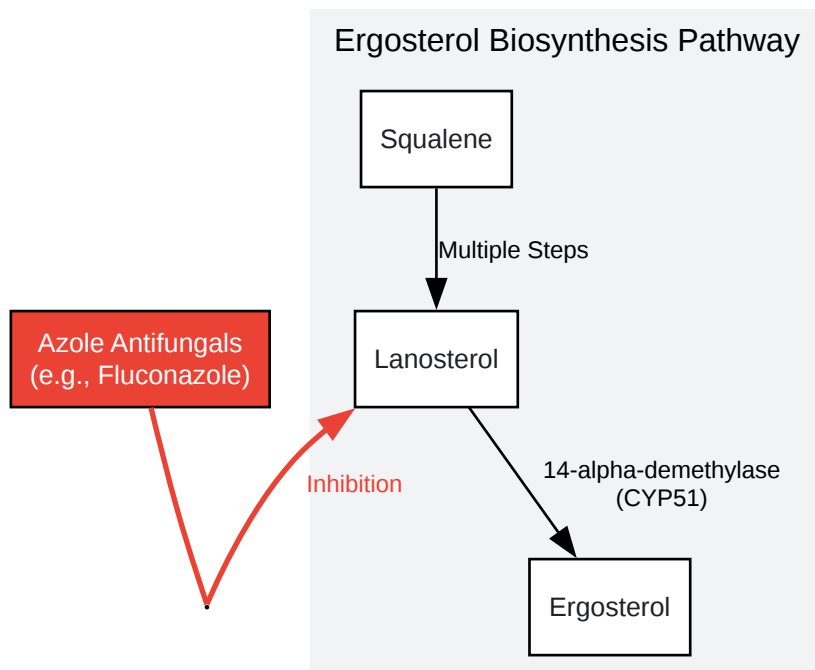 Ergosterol Biosynthesis Pathway
Squalene
Multiple Steps
Azole Antifungals
(e.g., Fluconazole)
Lanosterol
Inhibition
14-alpha-demethylase
(CYP51)
Ergosterol